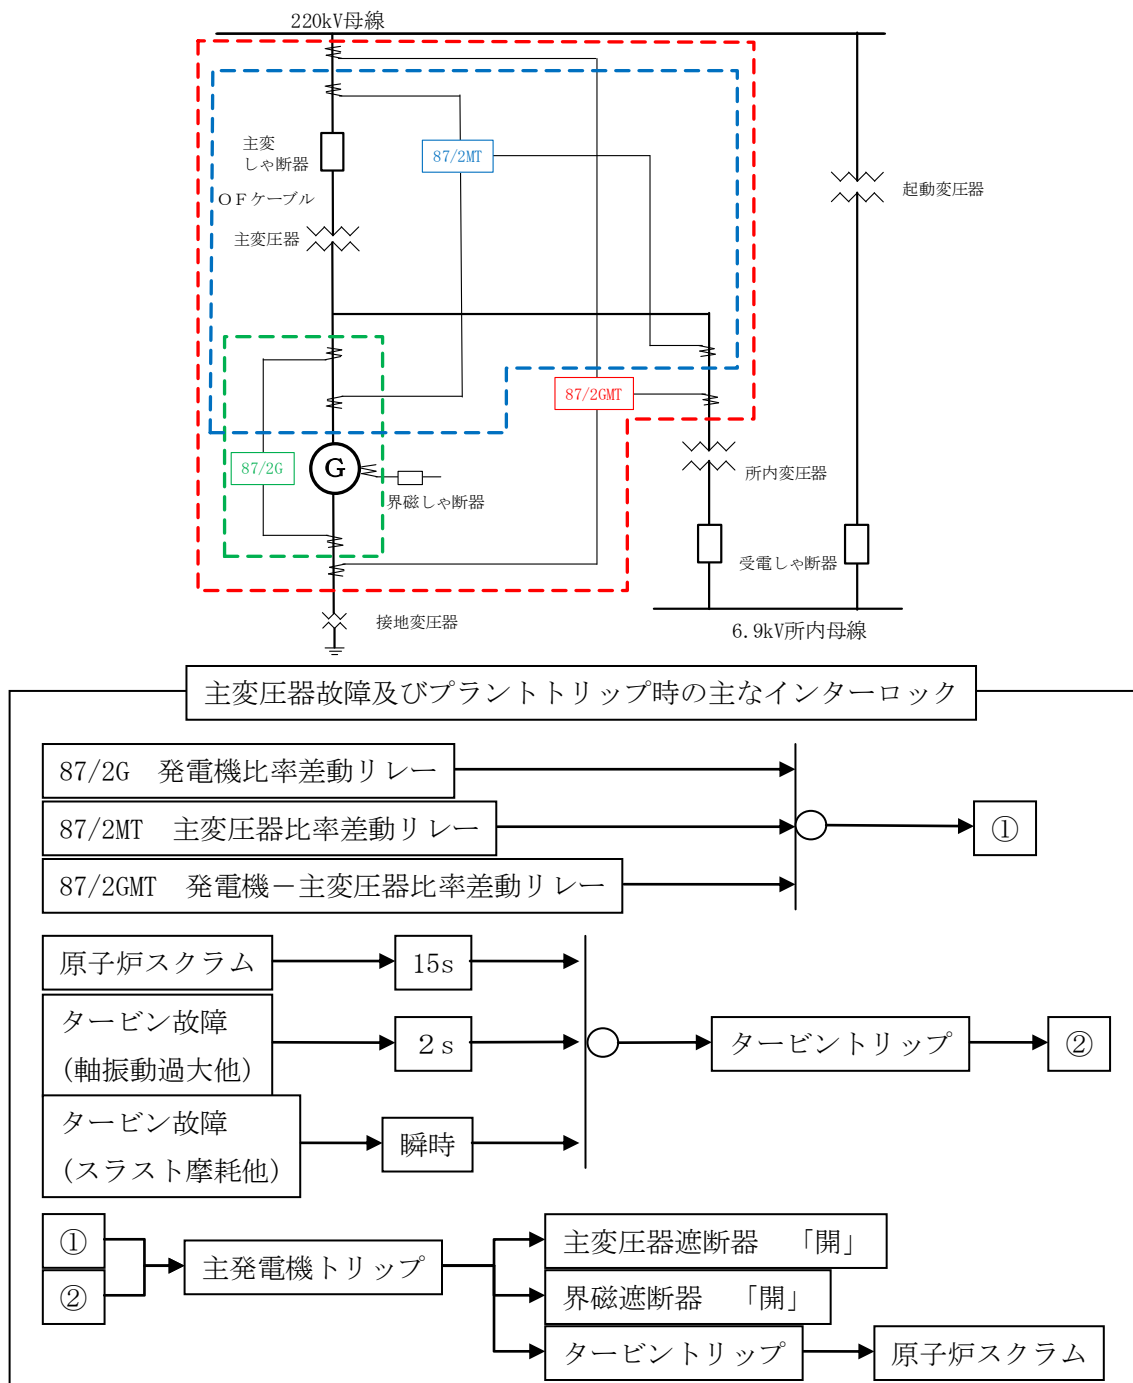 220kV母線
主変
しゃ断器
87/2MT
起動変圧器
OFケーブル
主変圧器
87/2GMT
87/2G
G
所内変圧器
界磁しゃ断器
受電しゃ断器
接地変圧器
6.9kV所内母線
主変圧器故障及びプラントトリップ時の主なインターロック
87/2G 発電機比率差動リレー
87/2MT 主変圧器比率差動リレー
①
87/2GMT 発電機－主変圧器比率差動リレー
原子炉スクラム
15s
タービン故障
(軸振動過大他)
２s
タービントリップ
②
タービン故障
(スラスト摩耗他)
瞬時
①
②
主発電機トリップ
主変圧器遮断器 「開」
界磁遮断器 「開」
タービントリップ
原子炉スクラム